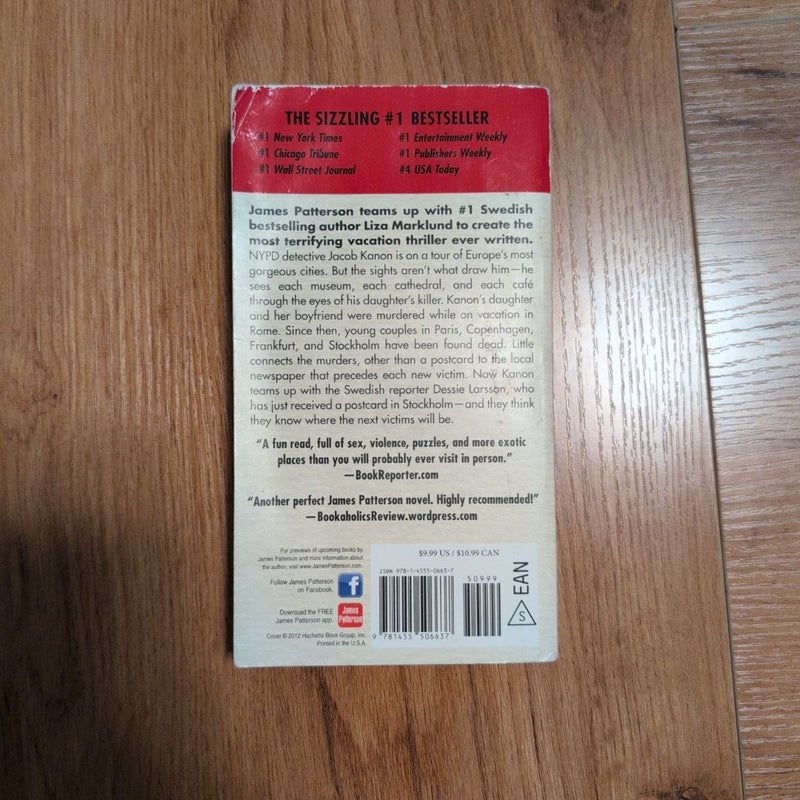 THE SIZZLING #1 BESTSELLER
#1 New York Times
#1 Entertainment Weekly
#1 Chicago Tribune
#1 Publishers Weekly
#1 Wall Street Journal
#4 USA Today
James Patterson teams up with #1 Swedish
bestselling author Liza Marklund to create the
most terrifying vacation thriller ever written.
NYPD detective Jacob Kanon is on a tour of Europe's most
gorgeous cities. But the sights aren't what draw him—he
sees each museum, each cathedral, and each café
through the eyes of his daughter's killer. Kanon's daughter
and her boyfriend were murdered while on vacation in
Rome. Since then, young couples in Paris, Copenhagen,
Frankfurt, and Stockholm have been found dead. Little
connects the murders, other than a postcard to the local
newspaper that precedes each new victim. Now Kanon
teams up with the Swedish reporter Dessie Larsson, who
has just received a postcard in Stockholm—and they think
they know where the next victims will be.
"A fun read, full of sex, violence, puzzles, and more exotic
places than you will probably ever visit in person."
—BookReporter.com
"Another perfect James Patterson novel. Highly recommended!"
—BookaholicsReview.wordpress.com
For previews of upcoming books by
James Patterson and more information about
the author, visit www.JamesPatterson.com.
Follow James Patterson
on Facebook.
f
Download the FREE
James Patterson app.
James
Patterson
Cover © 2012 Hachette Book Group, Inc.
Printed in the U.S.A.
$9.99 US / $10.99 CAN
ISBN 978-1-4555-0663-7
50999
9 781455 506637
S
EAN